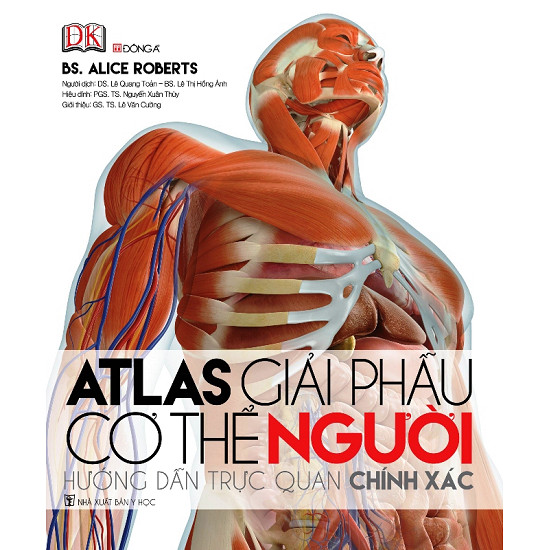 DK ĐÔNG A
BS. ALICE ROBERTS
Người dịch: DS. Lê Quang Toản – BS. Lê Thị Hồng Ánh
Hiệu đính: PGS. TS. Nguyễn Xuân Thùy
Giới thiệu: GS. TS. Lê Văn Cường
ATLAS GIẢI PHẪU
CƠ THỂ NGƯỜI
HƯỚNG DẪN TRỰC QUAN CHÍNH XÁC
NHÀ XUẤT BẢN Y HỌC